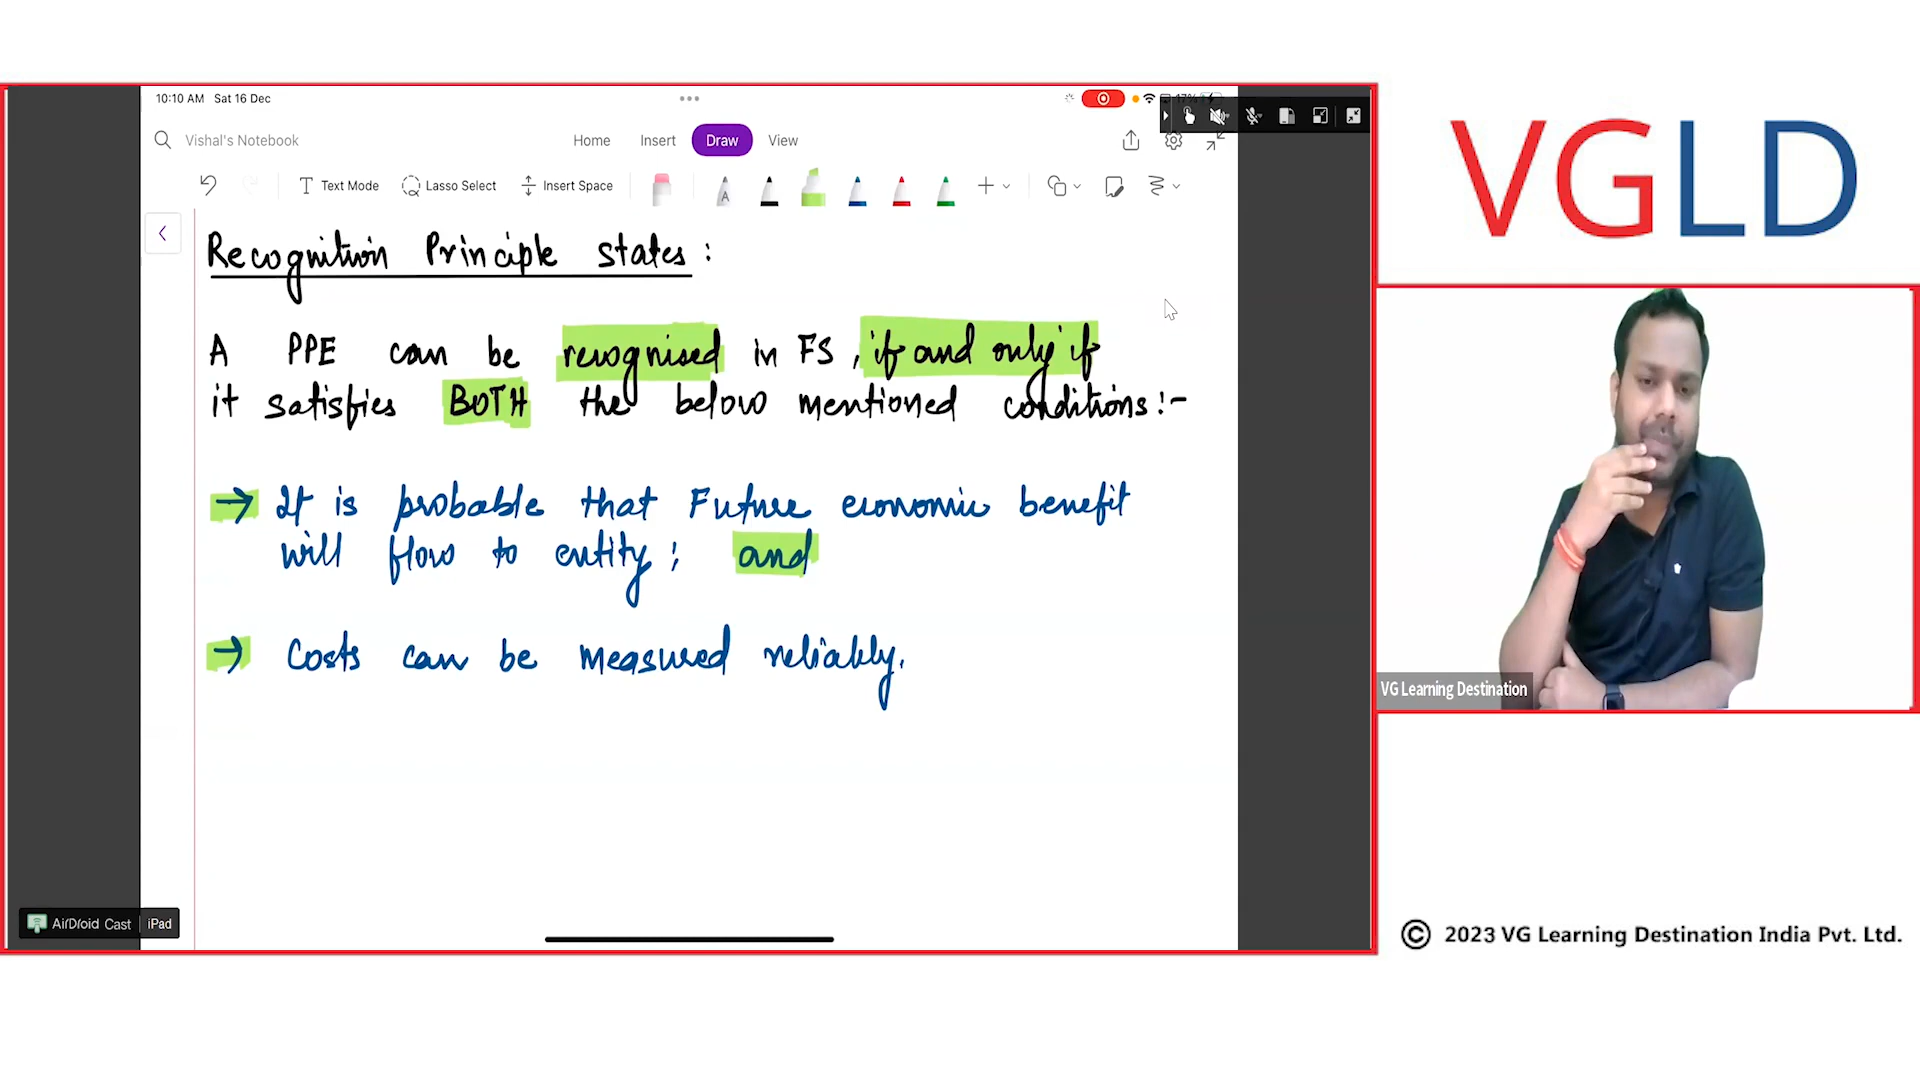 10:10 AM Sat 16 Dec
17%
Vishal's Notebook
Home Insert Draw View
Text Mode Lasso Select Insert Space
A
Recognition Principle states :
A PPE can be recognised in FS , if and only if
it satisfies BOTH the below mentioned conditions :-
→ It is probable that Future economic benefit
will flow to entity ; and
→ Costs can be measured reliably.
AirDroid Cast iPad
VGLD
VG Learning Destination
© 2023 VG Learning Destination India Pvt. Ltd.